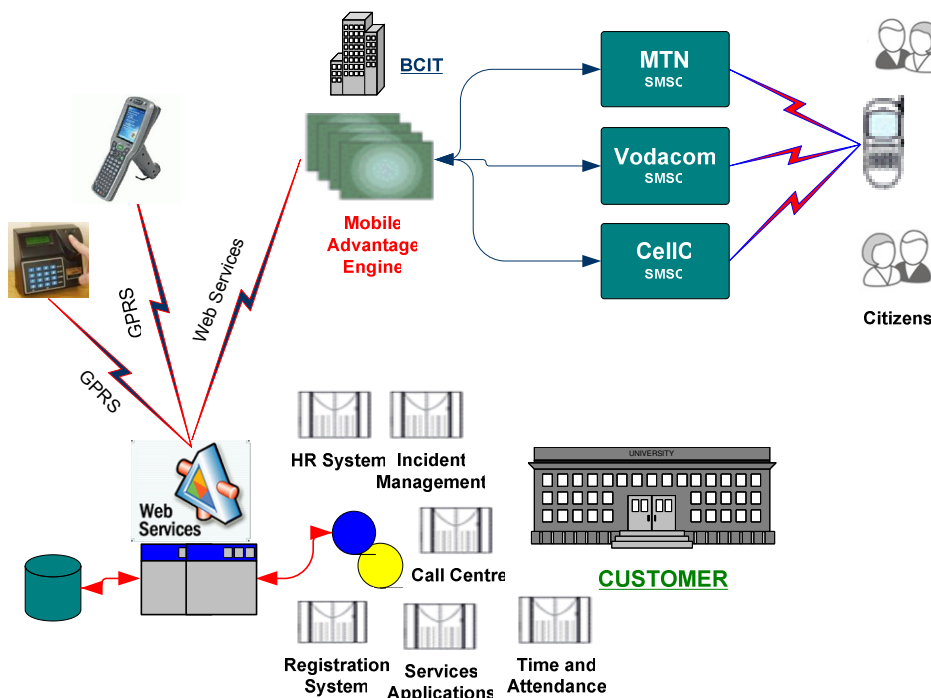 BCIT
MTN
SMSC
Vodacom
SMSC
CellC
SMSC
Mobile
Advantage
Engine
Citizens
GPRS
GPRS
Web Services
Web
Services
HR System
Incident
Management
Call Centre
UNIVERSITY
CUSTOMER
Registration
System
Services
Applications
Time and
Attendance